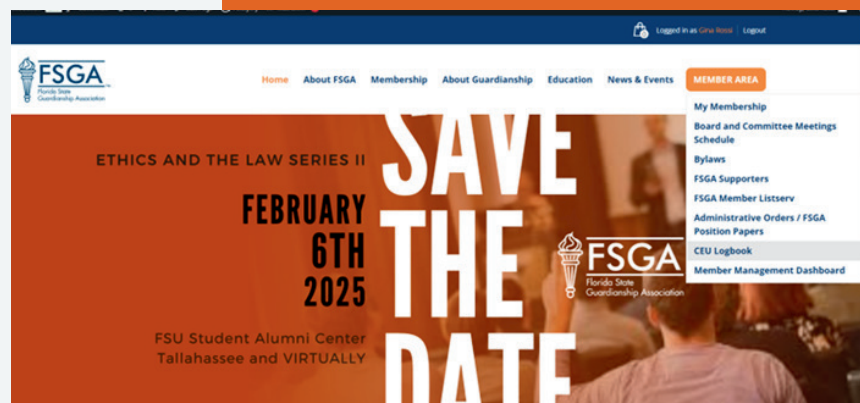 Logged in as Gina Rossi Logout
FSGA
Florida State
Guardianship Association
Home About FSGA Membership About Guardianship Education News & Events MEMBER AREA
My Membership
Board and Committee Meetings
Schedule
Bylaws
FSGA Supporters
FSGA Member Listserv
Administrative Orders / FSGA
Position Papers
CEU Logbook
Member Management Dashboard
ETHICS AND THE LAW SERIES II
FEBRUARY
6TH
2025
FSU Student Alumni Center
Tallahassee and VIRTUALLY
SAVE
THE
DATE
FSGA
Florida State
Guardianship Association